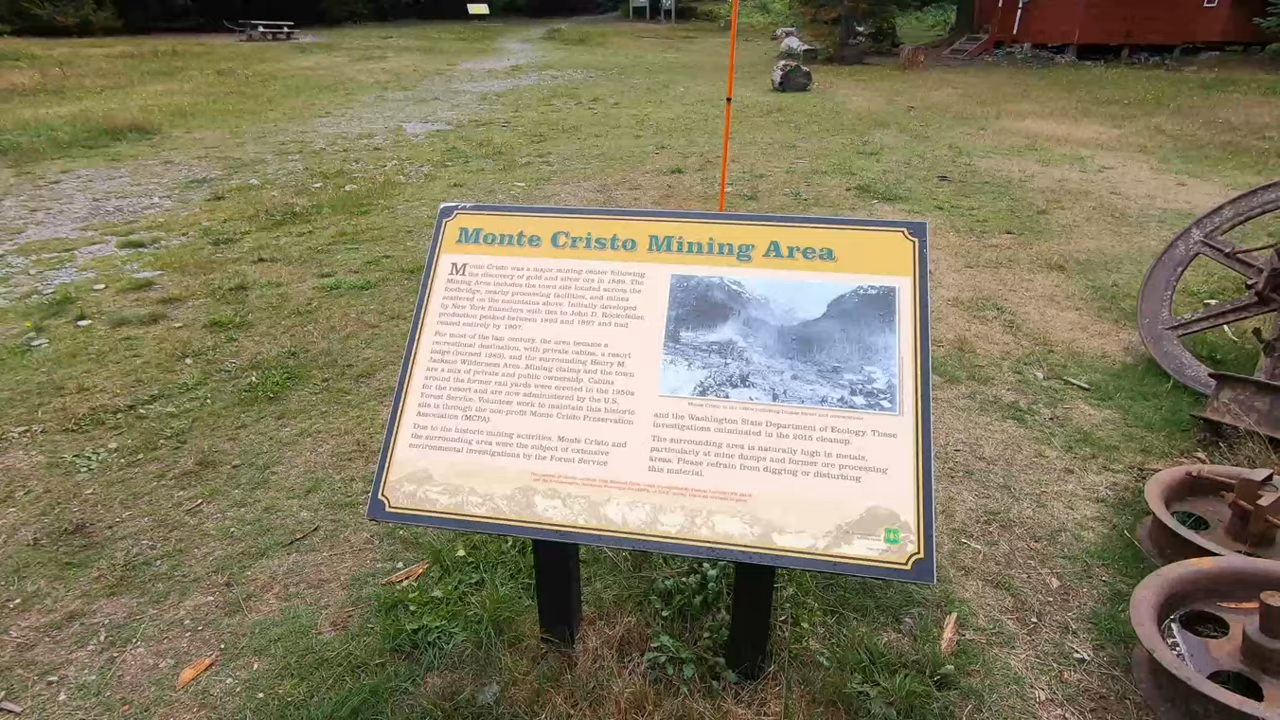 Monte Cristo Mining Area
Monte Cristo was a major mining center following
the discovery of gold and silver ore in 1889. The
Mining Area includes the town site located across the
footbridge, nearby processing facilities, and mines
scattered on the mountains above. Initially developed
by New York financiers with ties to John D. Rockefeller,
production peaked between 1893 and 1897 and had
ceased entirely by 1907.
For most of the last century, the area became a
recreational destination, with private cabins, a resort
lodge (burned 1983), and the surrounding Henry M.
Jackson Wilderness Area. Mining claims and the town
are a mix of private and public ownership. Cabins
around the former rail yards were erected in the 1950s
for the resort and are now administered by the U.S.
Forest Service. Volunteer work to maintain this historic
site is through the non-profit Monte Cristo Preservation
Association (MCPA).
Due to its historic mining activities, Monte Cristo and
the surrounding area were the subject of extensive
environmental investigations by the Forest Service
Monte Cristo in the 1890s
and the Washington State Department of Ecology. These
investigations culminated in the 2015 cleanup.
The surrounding area is naturally high in metals,
particularly at mine dumps and former ore processing
areas. Please refrain from digging or disturbing
this material.